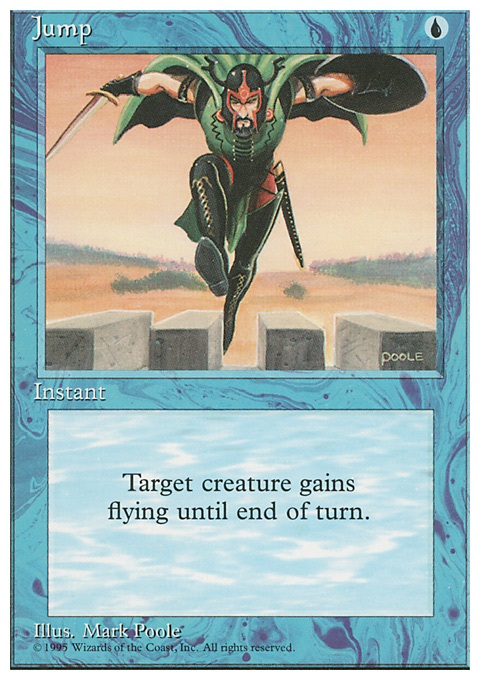 Jump
POOLE
Instant
Target creature gains
flying until end of turn.
Illus. Mark Poole
© 1995 Wizards of the Coast, Inc. All rights reserved.